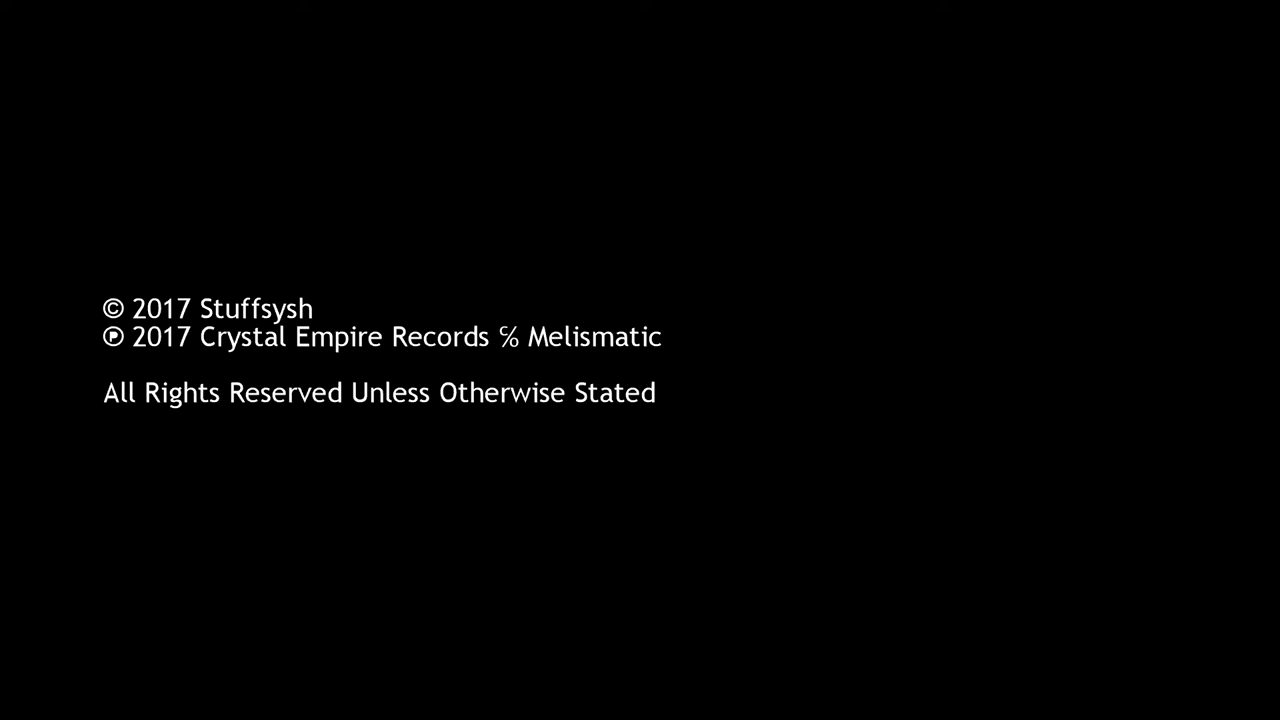 © 2017 Stuffsysh
℗ 2017 Crystal Empire Records ℅ Melismatic
All Rights Reserved Unless Otherwise Stated